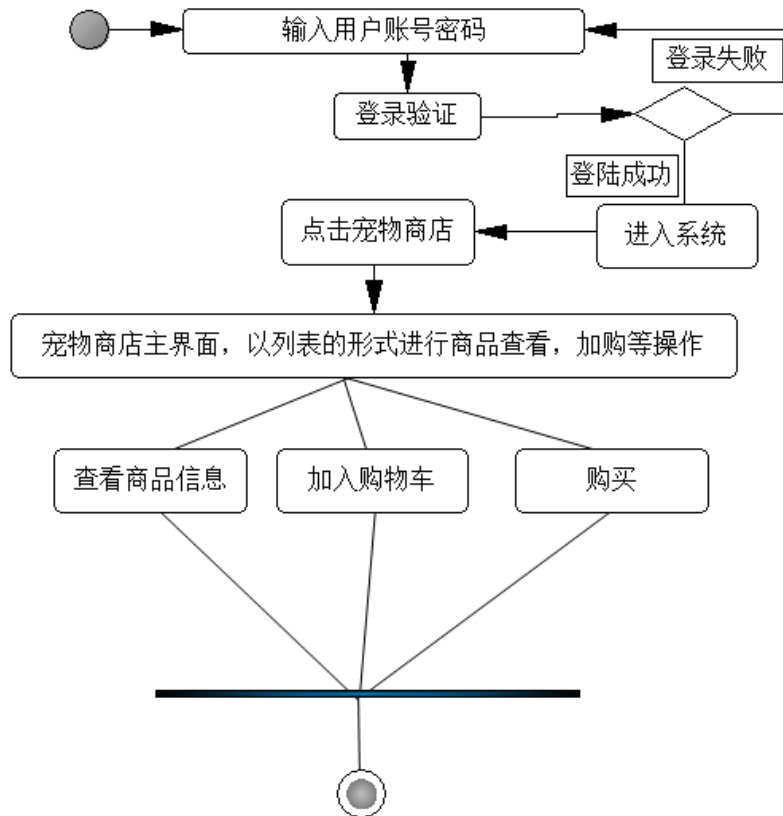 输入用户账号密码
登录失败
登录验证
登陆成功
点击宠物商店
进入系统
宠物商店主界面，以列表的形式进行商品查看，加购等操作
查看商品信息
加入购物车
购买